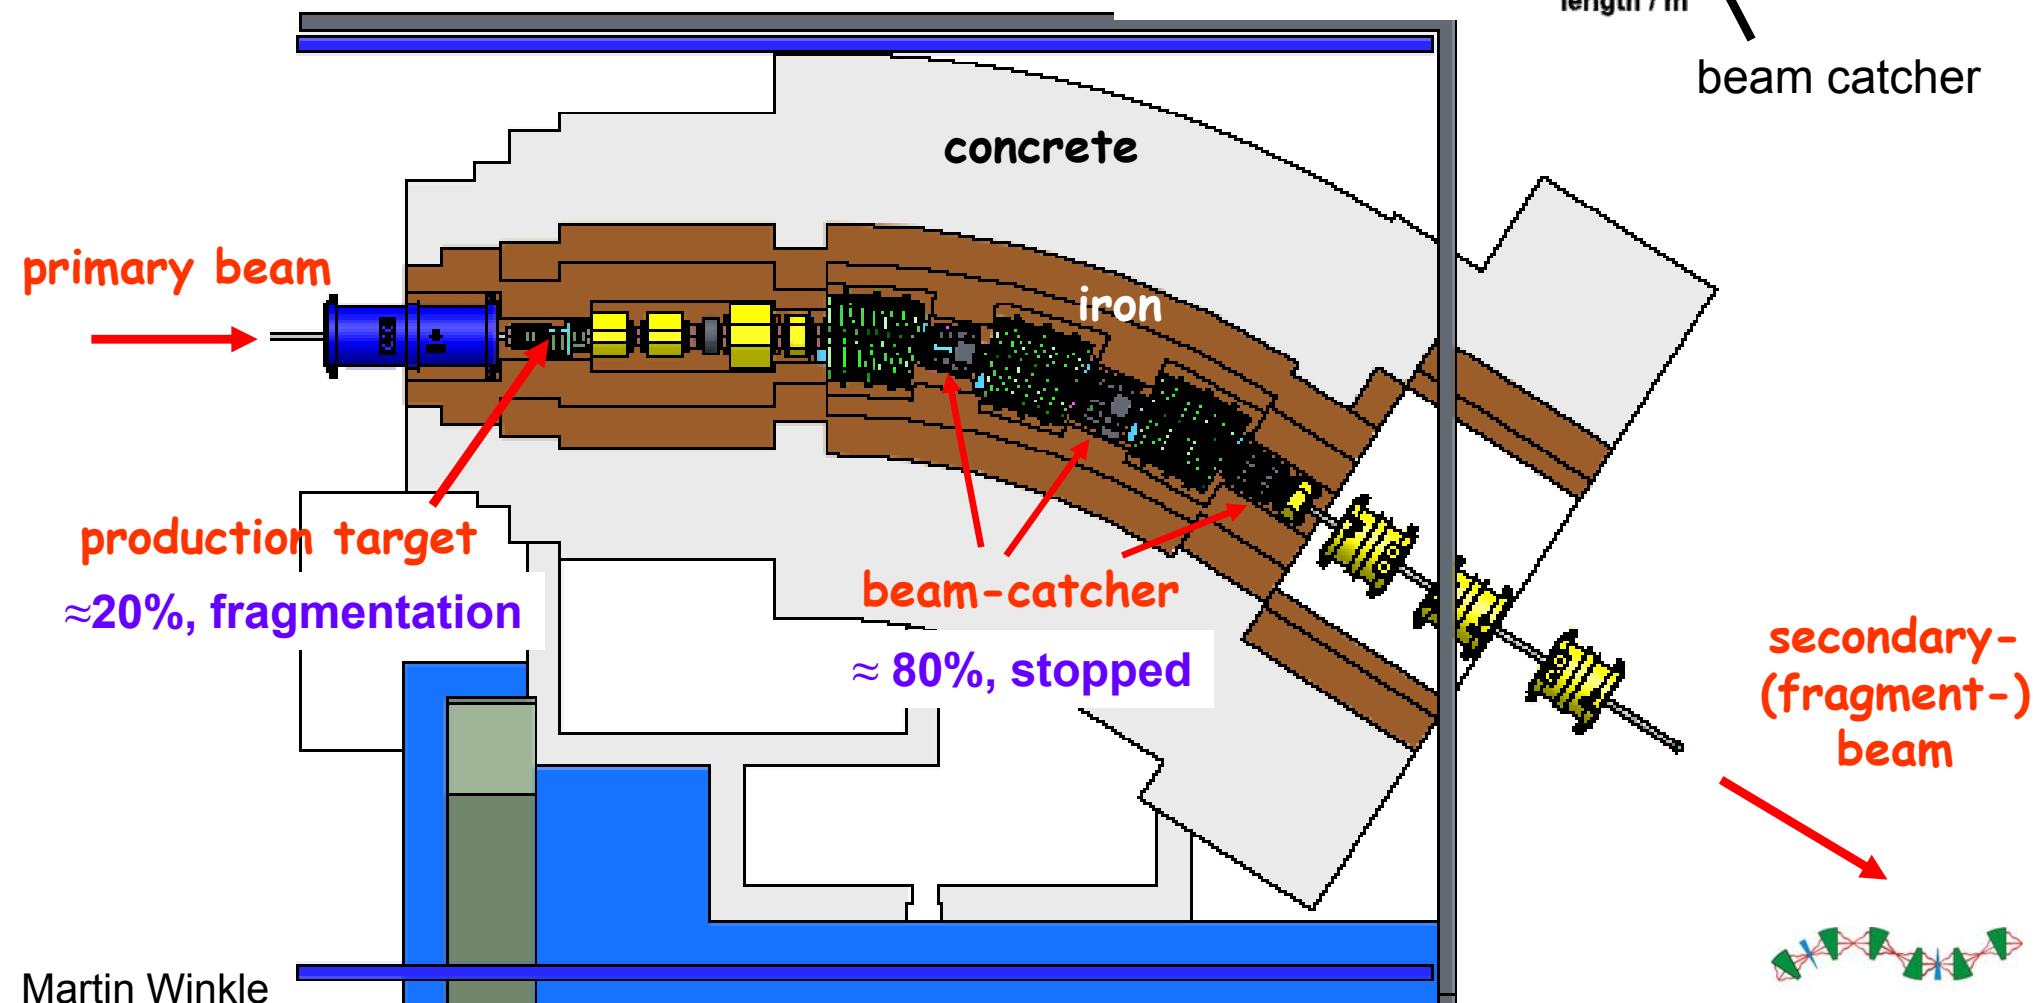 length / m
beam catcher
concrete
primary beam
iron
production target
≈20%, fragmentation
beam-catcher
≈ 80%, stopped
secondary-
(fragment-)
beam
Martin Winkle